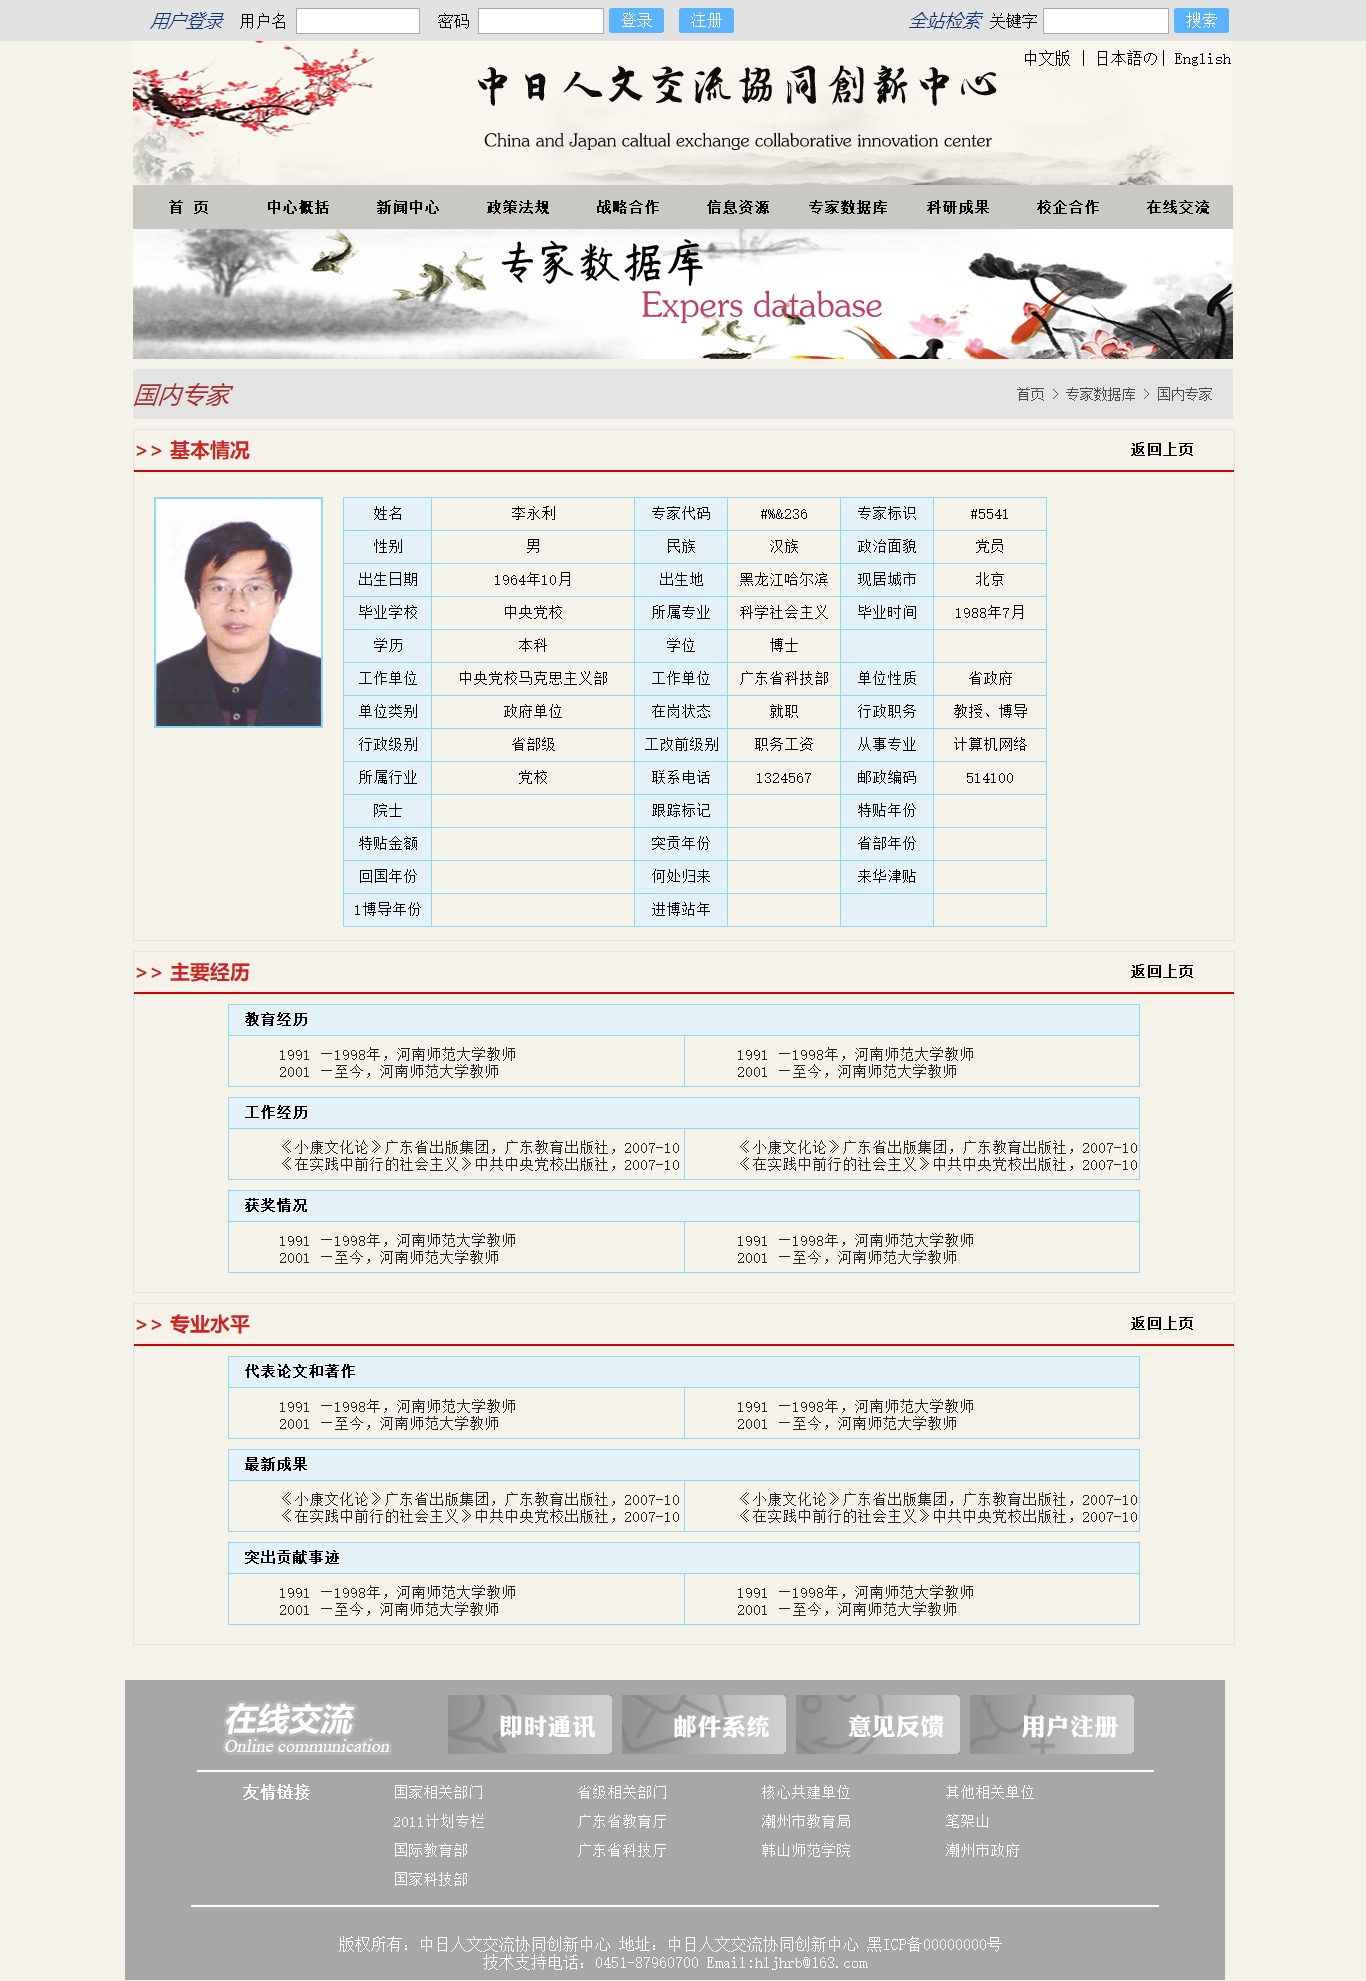 用户登录 用户名 密码 登录 注册 全站检索 关键字 搜索
中文版 | 日本語の| English
中日人文交流協同創新中心
China and Japan caltual exchange collaborative innovation center
首 页 中心概括 新闻中心 政策法规 战略合作 信息资源 专家数据库 科研成果 校企合作 在线交流
专家数据库
Expers database
国内专家 首页 > 专家数据库 > 国内专家
>> 基本情况 返回上页
姓名 李永利 专家代码 #%&236 专家标识 #5541
性别 男 民族 汉族 政治面貌 党员
出生日期 1964年10月 出生地 黑龙江哈尔滨 现居城市 北京
毕业学校 中央党校 所属专业 科学社会主义 毕业时间 1988年7月
学历 本科 学位 博士
工作单位 中央党校马克思主义部 工作单位 广东省科技部 单位性质 省政府
单位类别 政府单位 在岗状态 就职 行政职务 教授、博导
行政级别 省部级 工改前级别 职务工资 从事专业 计算机网络
所属行业 党校 联系电话 1324567 邮政编码 514100
院士 跟踪标记 特贴年份
特贴金额 突贡年份 省部年份
回国年份 何处归来 来华津贴
1博导年份 进博站年
>> 主要经历 返回上页
教育经历
1991 一1998年，河南师范大学教师 1991 一1998年，河南师范大学教师
2001 一至今，河南师范大学教师 2001 一至今，河南师范大学教师
工作经历
《小康文化论》广东省出版集团，广东教育出版社，2007-10 《小康文化论》广东省出版集团，广东教育出版社，2007-10
《在实践中前行的社会主义》中共中央党校出版社，2007-10 《在实践中前行的社会主义》中共中央党校出版社，2007-10
获奖情况
1991 一1998年，河南师范大学教师 1991 一1998年，河南师范大学教师
2001 一至今，河南师范大学教师 2001 一至今，河南师范大学教师
>> 专业水平 返回上页
代表论文和著作
1991 一1998年，河南师范大学教师 1991 一1998年，河南师范大学教师
2001 一至今，河南师范大学教师 2001 一至今，河南师范大学教师
最新成果
《小康文化论》广东省出版集团，广东教育出版社，2007-10 《小康文化论》广东省出版集团，广东教育出版社，2007-10
《在实践中前行的社会主义》中共中央党校出版社，2007-10 《在实践中前行的社会主义》中共中央党校出版社，2007-10
突出贡献事迹
1991 一1998年，河南师范大学教师 1991 一1998年，河南师范大学教师
2001 一至今，河南师范大学教师 2001 一至今，河南师范大学教师
在线交流 即时通讯 邮件系统 意见反馈 用户注册
Online communication
友情链接 国家相关部门 省级相关部门 核心共建单位 其他相关单位
2011计划专栏 广东省教育厅 潮州市教育局 笔架山
国际教育部 广东省科技厅 韩山师范学院 潮州市政府
国家科技部
版权所有：中日人文交流协同创新中心 地址：中日人文交流协同创新中心 黑ICP备00000000号
技术支持电话：0451-87960700 Email:hljhrb@163.com